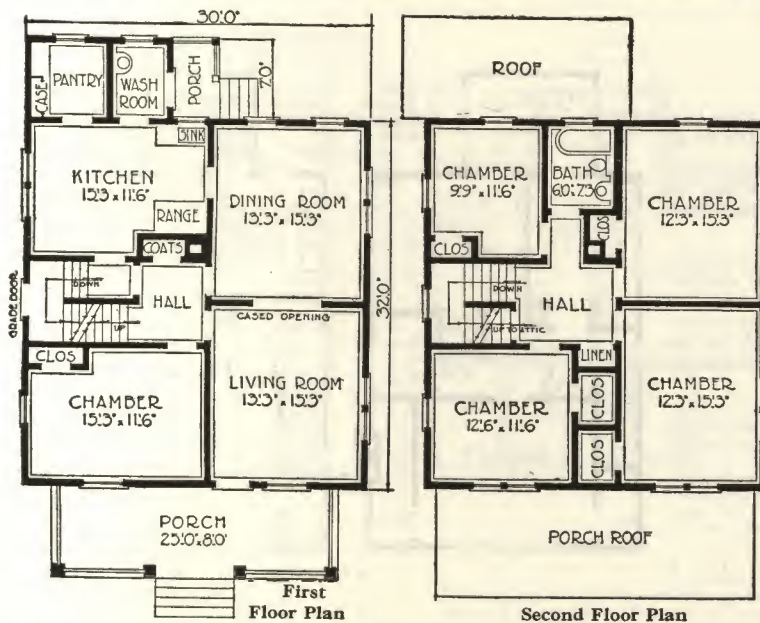 30'0"
PANTRY
CASE
WASH
ROOM
PORCH
7'0"
SINK
KITCHEN
15'3" x 11'6"
RANGE
DINING ROOM
13'3" x 15'3"
COATS
DOWN
HALL
UP
GRADE DOOR
CASED OPENING
32'0"
CLOS
CHAMBER
15'3" x 11'6"
LIVING ROOM
13'3" x 15'3"
PORCH
25'0" x 8'0"
First
Floor Plan
ROOF
CHAMBER
9'9" x 11'6"
BATH
6'0" x 7'3"
CLOS
CLOS
CHAMBER
12'3" x 15'3"
DOWN
HALL
UP TO ATTIC
LINEN
CHAMBER
12'6" x 11'6"
CLOS
CLOS
CHAMBER
12'3" x 15'3"
PORCH ROOF
Second Floor Plan